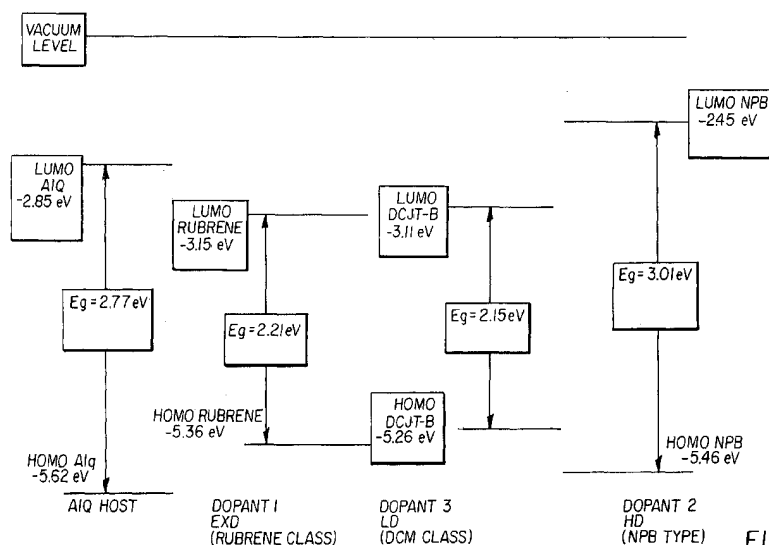 VACUUM
LEVEL
LUMO NPB
-2.45 eV
LUMO
AlQ
-2.85 eV
LUMO
RUBRENE
-3.15 eV
LUMO
DCJT-B
-3.11 eV
Eg=2.77eV
Eg=2.21eV
Eg=2.15eV
Eg=3.01eV
HOMO RUBRENE
-5.36 eV
HOMO
DCJT-B
-5.26 eV
HOMO Alq
-5.62 eV
HOMO NPB
-5.46 eV
AlQ HOST
DOPANT 1
EXD
(RUBRENE CLASS)
DOPANT 3
LD
(DCM CLASS)
DOPANT 2
HD
(NPB TYPE)